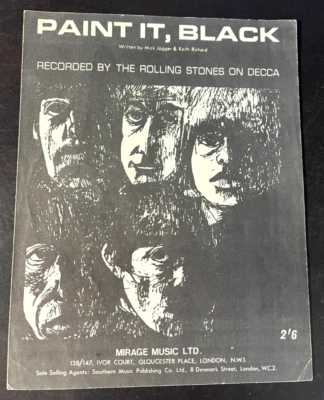 PAINT IT, BLACK
Written by Mick Jagger & Keith Richard
RECORDED BY THE ROLLING STONES ON DECCA
2'6
MIRAGE MUSIC LTD.
138/147, IVOR COURT, GLOUCESTER PLACE, LONDON, N.W.1.
Sole Selling Agents: Southern Music Publishing Co. Ltd., 8 Denmark Street, London, W.C.2.